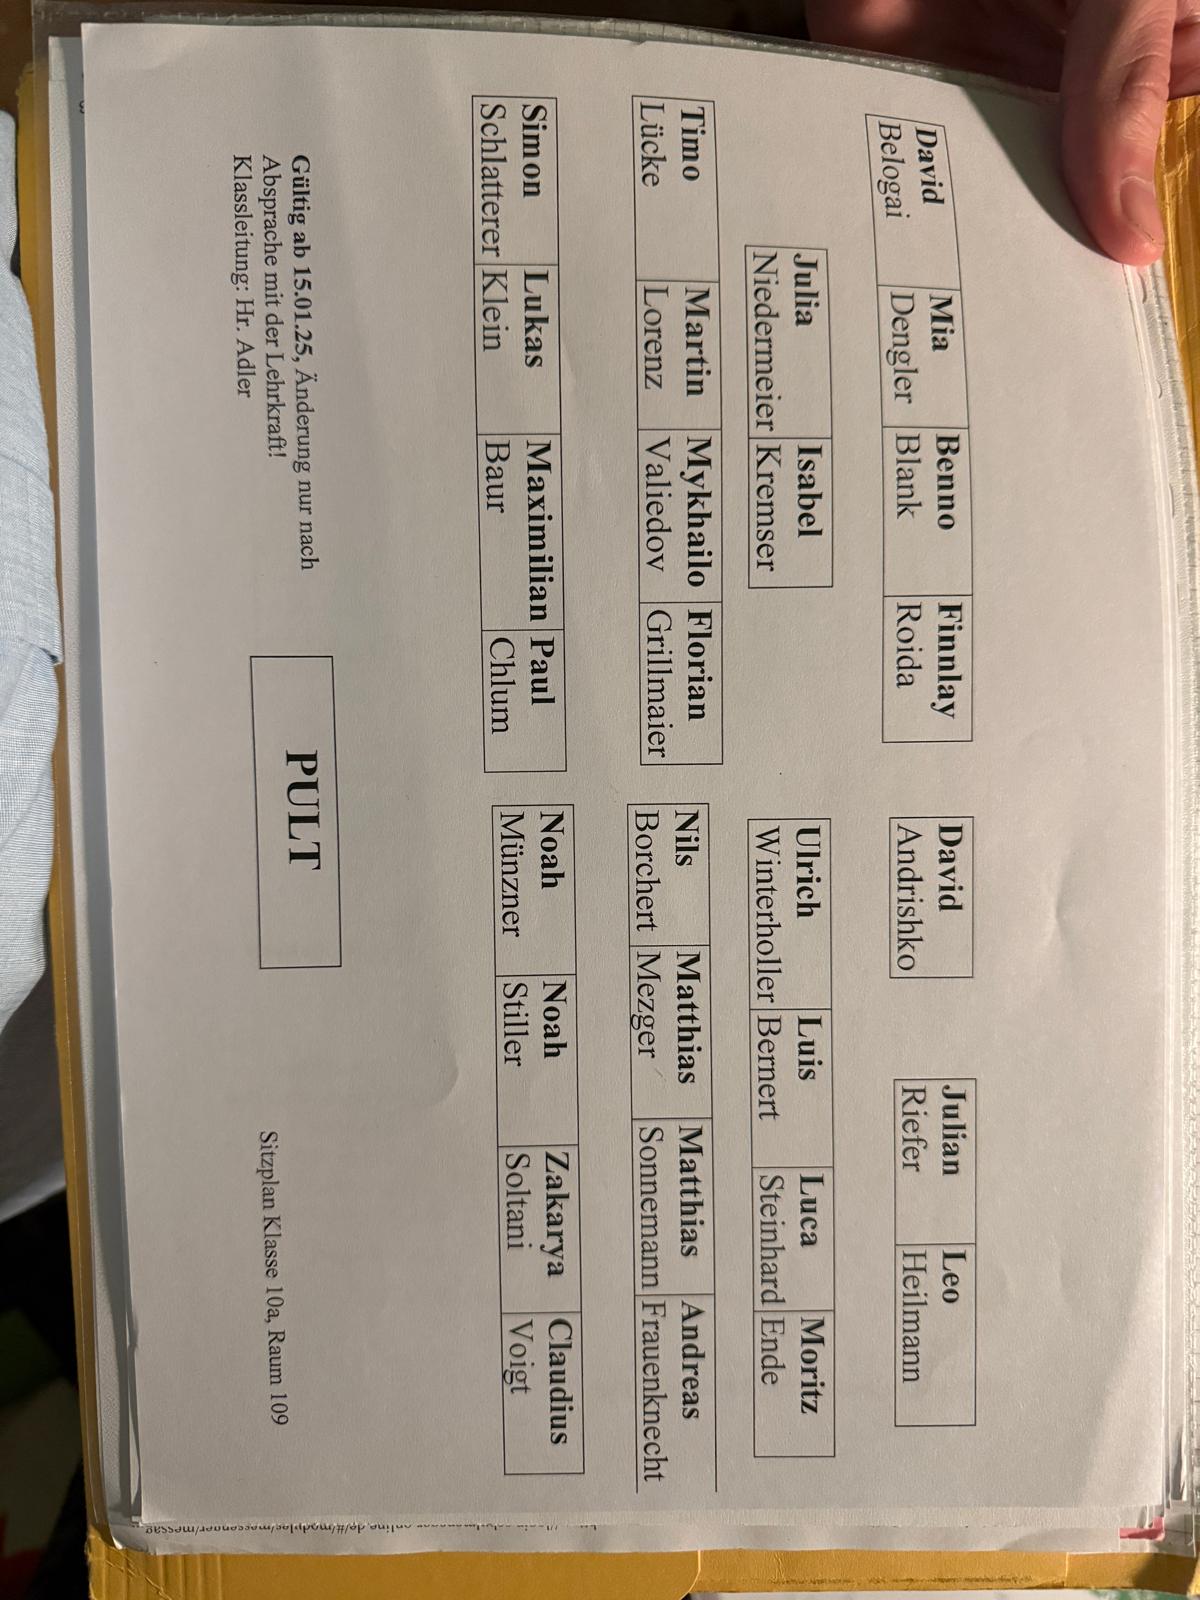 David Mia Benno Finnlay David Julian Leo
Belogai Dengler Blank Roida Andrishko Riefer Heilmann
Julia Isabel Ulrich Luis Luca Moritz
Niedermeier Kremser Winterholler Bernert Steinhard Ende
Timo Martin Mykhailo Florian Nils Matthias Matthias Andreas
Lücke Lorenz Valiedov Grillmaier Borchert Mezger Sonnemann Frauenknecht
Simon Lukas Maximilian Paul Noah Noah Zakarya Claudius
Schlatterer Klein Baur Chlum Münzner Stiller Soltani Voigt
Gültig ab 15.01.25, Änderung nur nach
Absprache mit der Lehrkraft!
Klassleitung: Hr. Adler
PULT
Sitzplan Klasse 10a, Raum 109